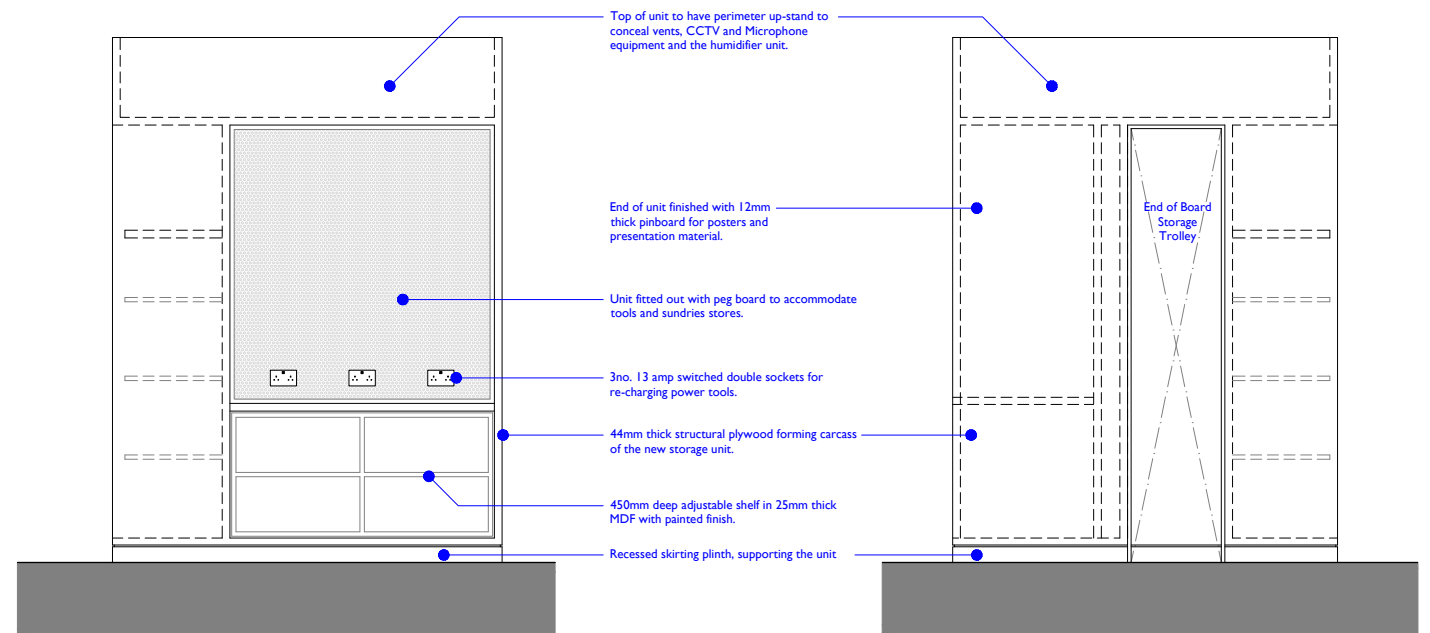 Top of unit to have perimeter up-stand to
conceal vents, CCTV and Microphone
equipment and the humidifier unit.
End of unit finished with 12mm
thick pinboard for posters and
presentation material.
End of Board
Storage
Trolley
Unit fitted out with peg board to accommodate
tools and sundries stores.
3no. 13 amp switched double sockets for
re-charging power tools.
44mm thick structural plywood forming carcass
of the new storage unit.
450mm deep adjustable shelf in 25mm thick
MDF with painted finish.
Recessed skirting plinth, supporting the unit